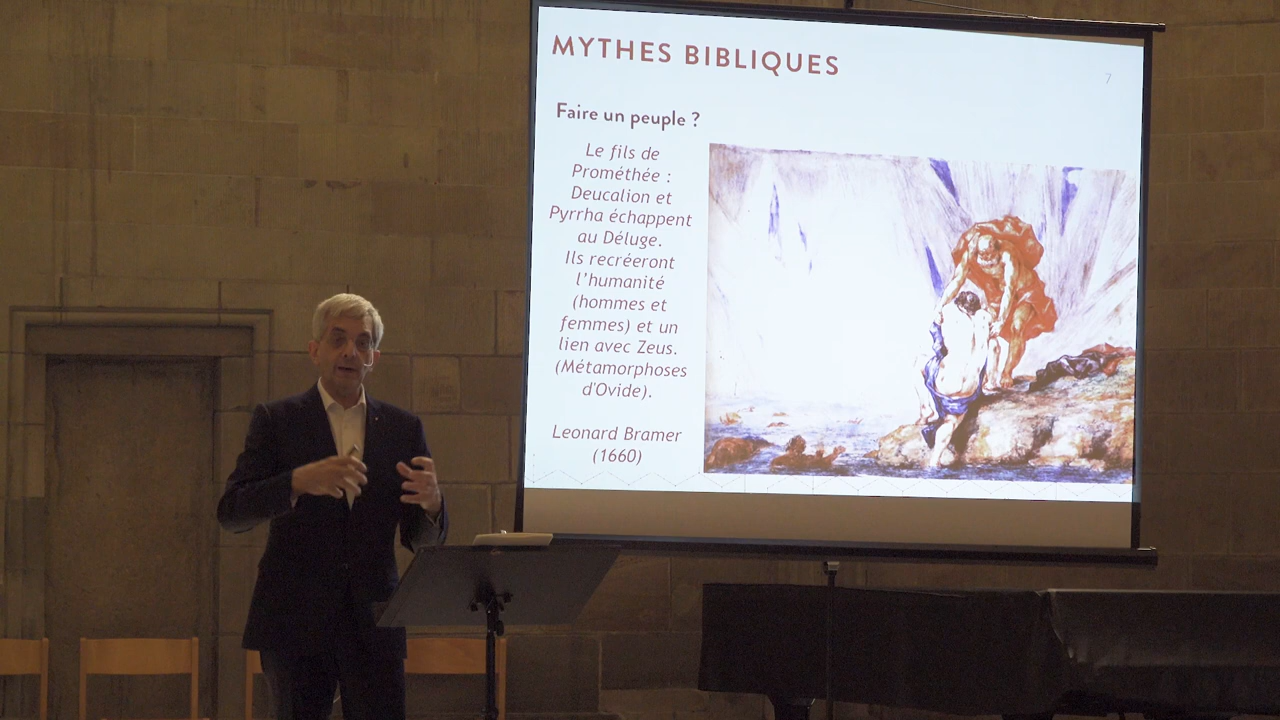 MYTHES BIBLIQUES
7
Faire un peuple ?
Le fils de
Prométhée :
Deucalion et
Pyrrha échappent
au Déluge.
Ils recréeront
l'humanité
(hommes et
femmes) et un
lien avec Zeus.
(Métamorphoses
d'Ovide).
Leonard Bramer
(1660)